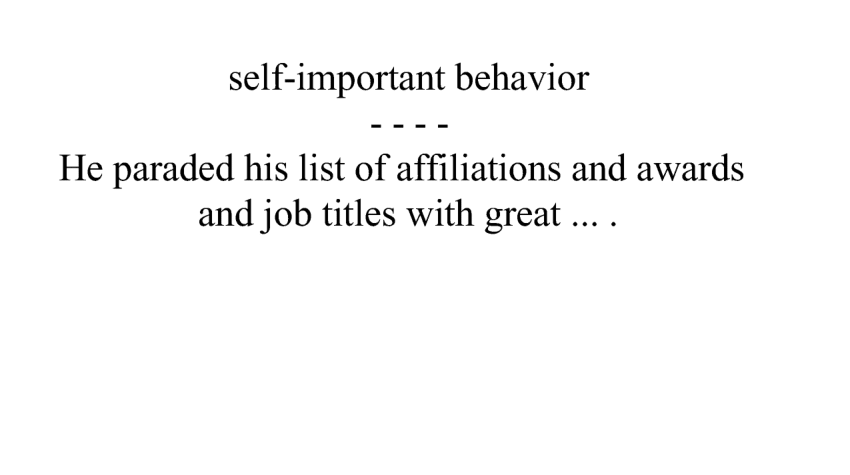 self-important behavior
- - - -
He paraded his list of affiliations and awards
and job titles with great ... .